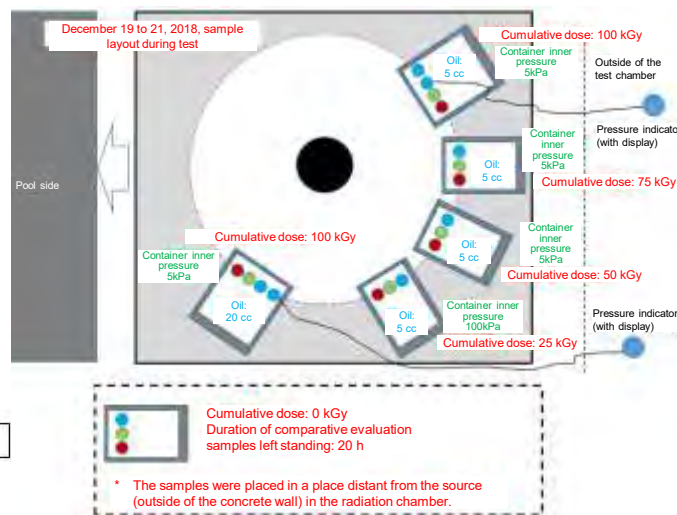 December 19 to 21, 2018, sample
layout during test
Cumulative dose: 100 kGy
Container inner
pressure
5kPa
Oil:
5 cc
Outside of the
test chamber
Pressure indicator
(with display)
Container
inner
pressure
5kPa
Oil:
5 cc
Cumulative dose: 75 kGy
Pool side
Container
inner
pressure
5kPa
Oil:
5 cc
Cumulative dose: 50 kGy
Cumulative dose: 100 kGy
Container inner
pressure
5kPa
Oil:
20 cc
Oil:
5 cc
Container inner
pressure
100kPa
Cumulative dose: 25 kGy
Pressure indicator
(with display)
Cumulative dose: 0 kGy
Duration of comparative evaluation
samples left standing: 20 h
* The samples were placed in a place distant from the source
(outside of the concrete wall) in the radiation chamber.